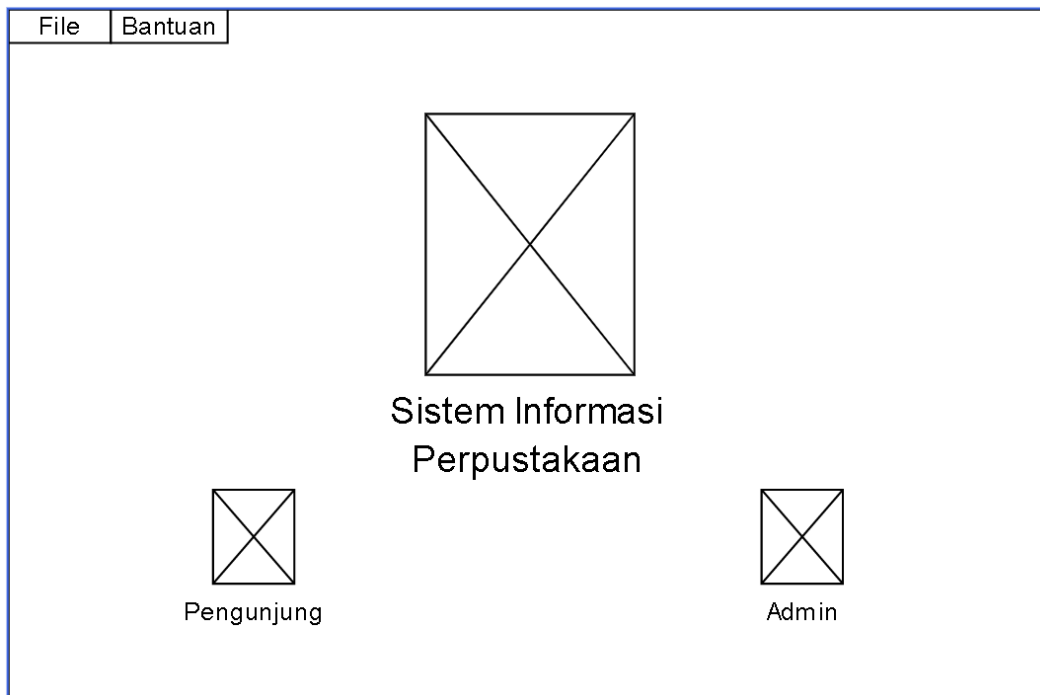 File
Bantuan
Sistem Informasi
Perpustakaan
Pengunjung
Admin